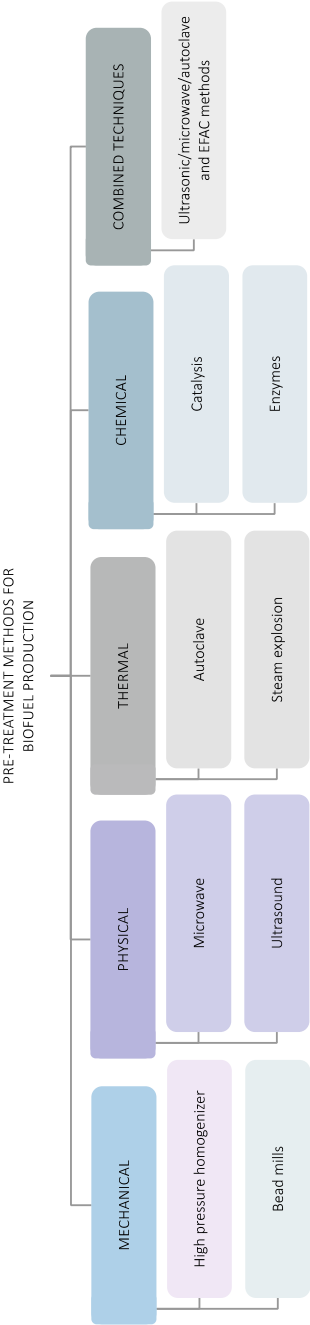 PRE-TREATMENT METHODS FOR
BIOFUEL PRODUCTION
MECHANICAL
High pressure homogenizer
Bead mills
PHYSICAL
Microwave
Ultrasound
THERMAL
Autoclave
Steam explosion
CHEMICAL
Catalysis
Enzymes
COMBINED TECHNIQUES
Ultrasonic/microwave/autoclave
and EFAC methods